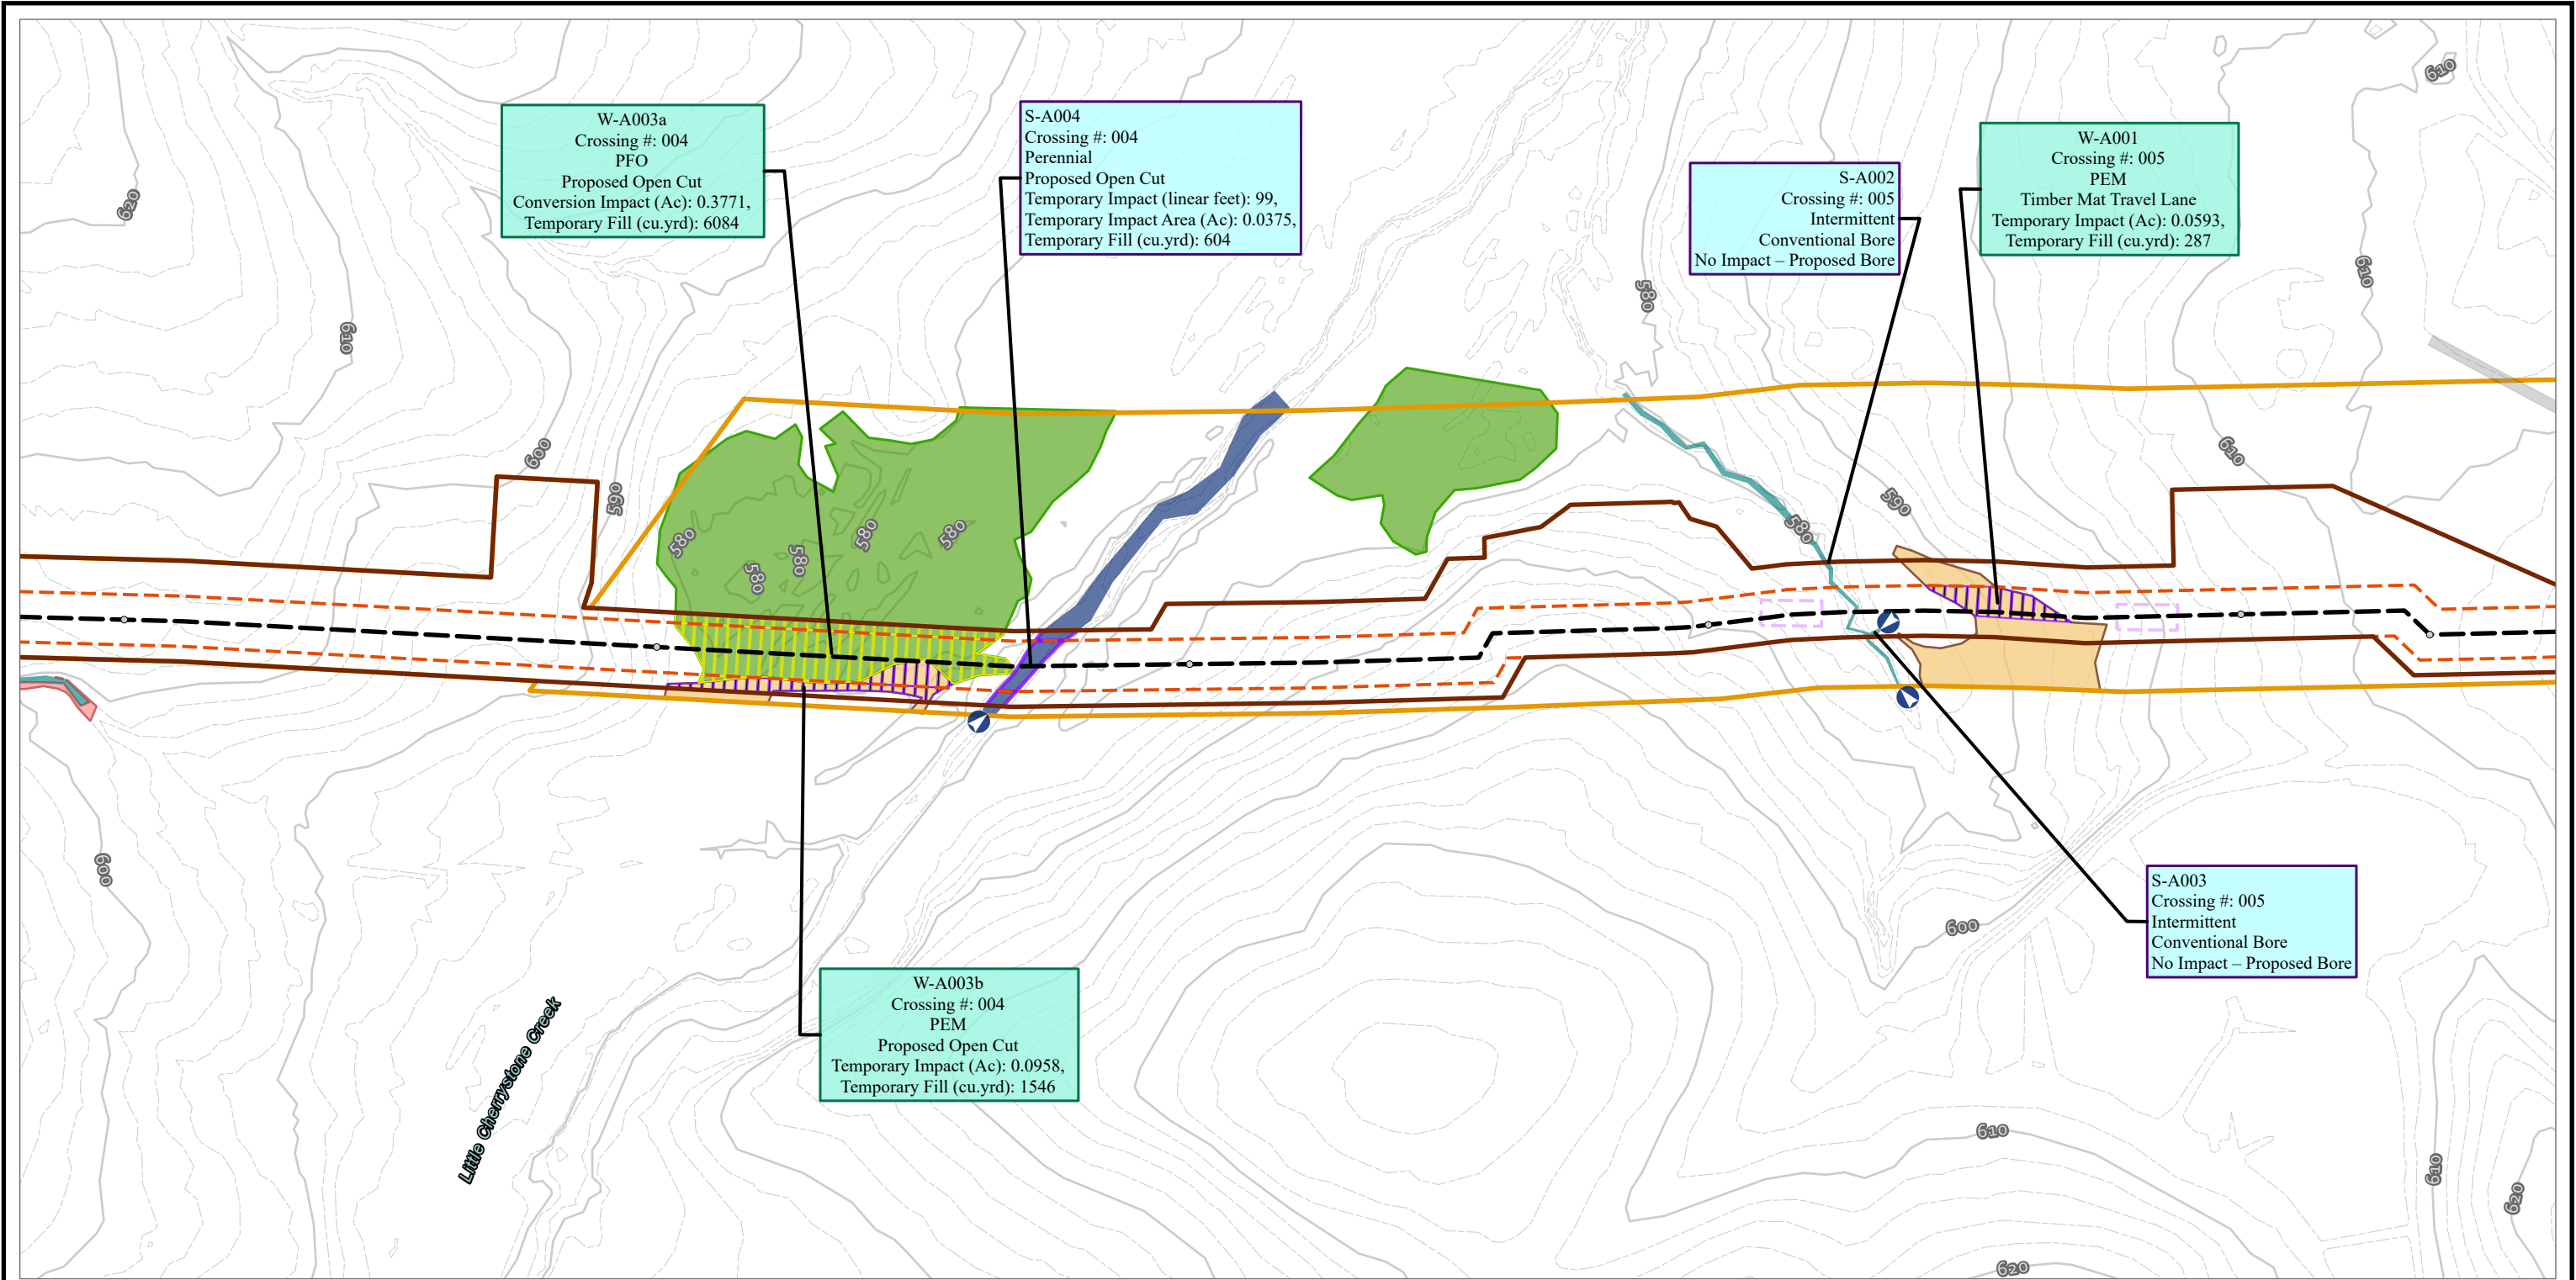 W-A003a
Crossing #: 004
PFO
Proposed Open Cut
Conversion Impact (Ac): 0.3771,
Temporary Fill (cu.yrd): 6084
S-A004
Crossing #: 004
Perennial
Proposed Open Cut
Temporary Impact (linear feet): 99,
Temporary Impact Area (Ac): 0.0375,
Temporary Fill (cu.yrd): 604
S-A002
Crossing #: 005
Intermittent
Conventional Bore
No Impact – Proposed Bore
W-A001
Crossing #: 005
PEM
Timber Mat Travel Lane
Temporary Impact (Ac): 0.0593,
Temporary Fill (cu.yrd): 287
610
620
610
580
610
600
590
610
590
580
580
580
580
580
580
600
S-A003
Crossing #: 005
Intermittent
Conventional Bore
No Impact – Proposed Bore
600
W-A003b
Crossing #: 004
PEM
Proposed Open Cut
Temporary Impact (Ac): 0.0958,
Temporary Fill (cu.yrd): 1546
Little Cherrystone Creek
610
610
620
620